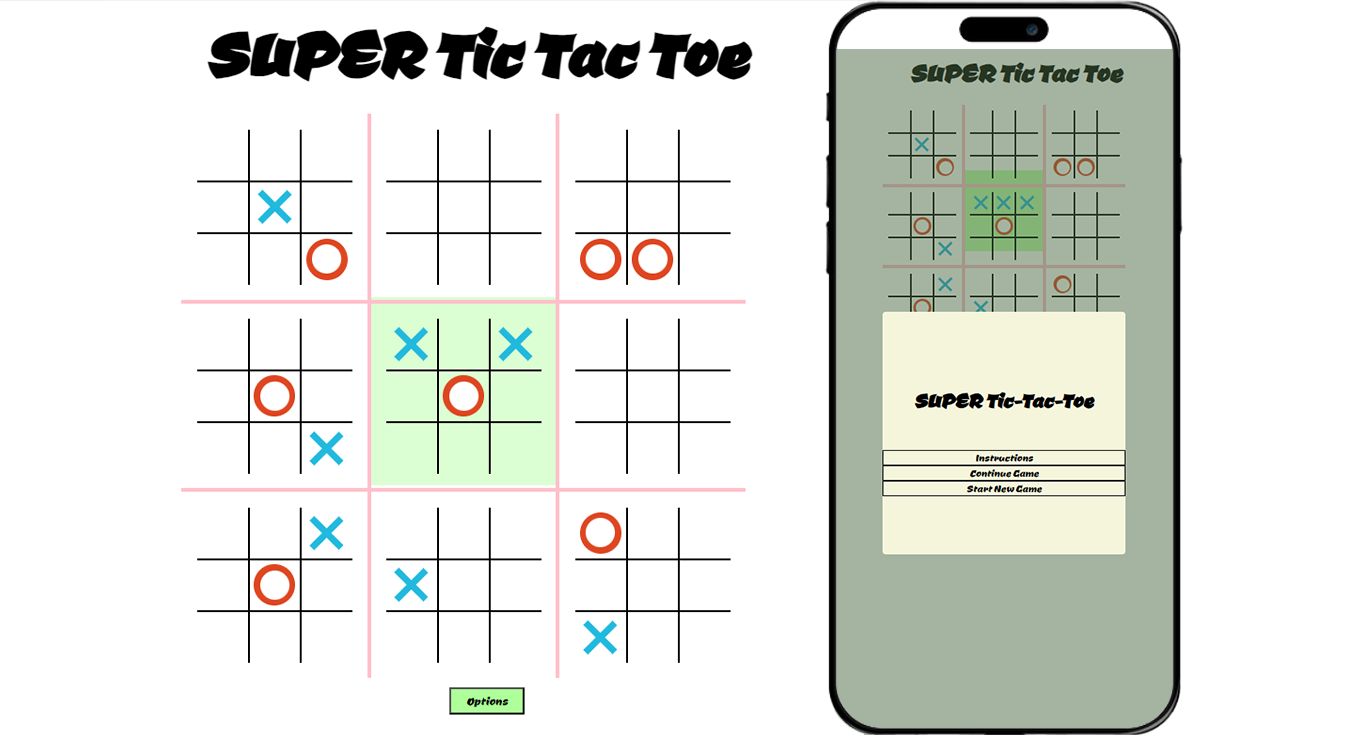 SUPER Tic Tac Toe
Options
SUPER Tic Tac Toe
SUPER Tic-Tac-Toe
Instructions
Continue Game
Start New Game